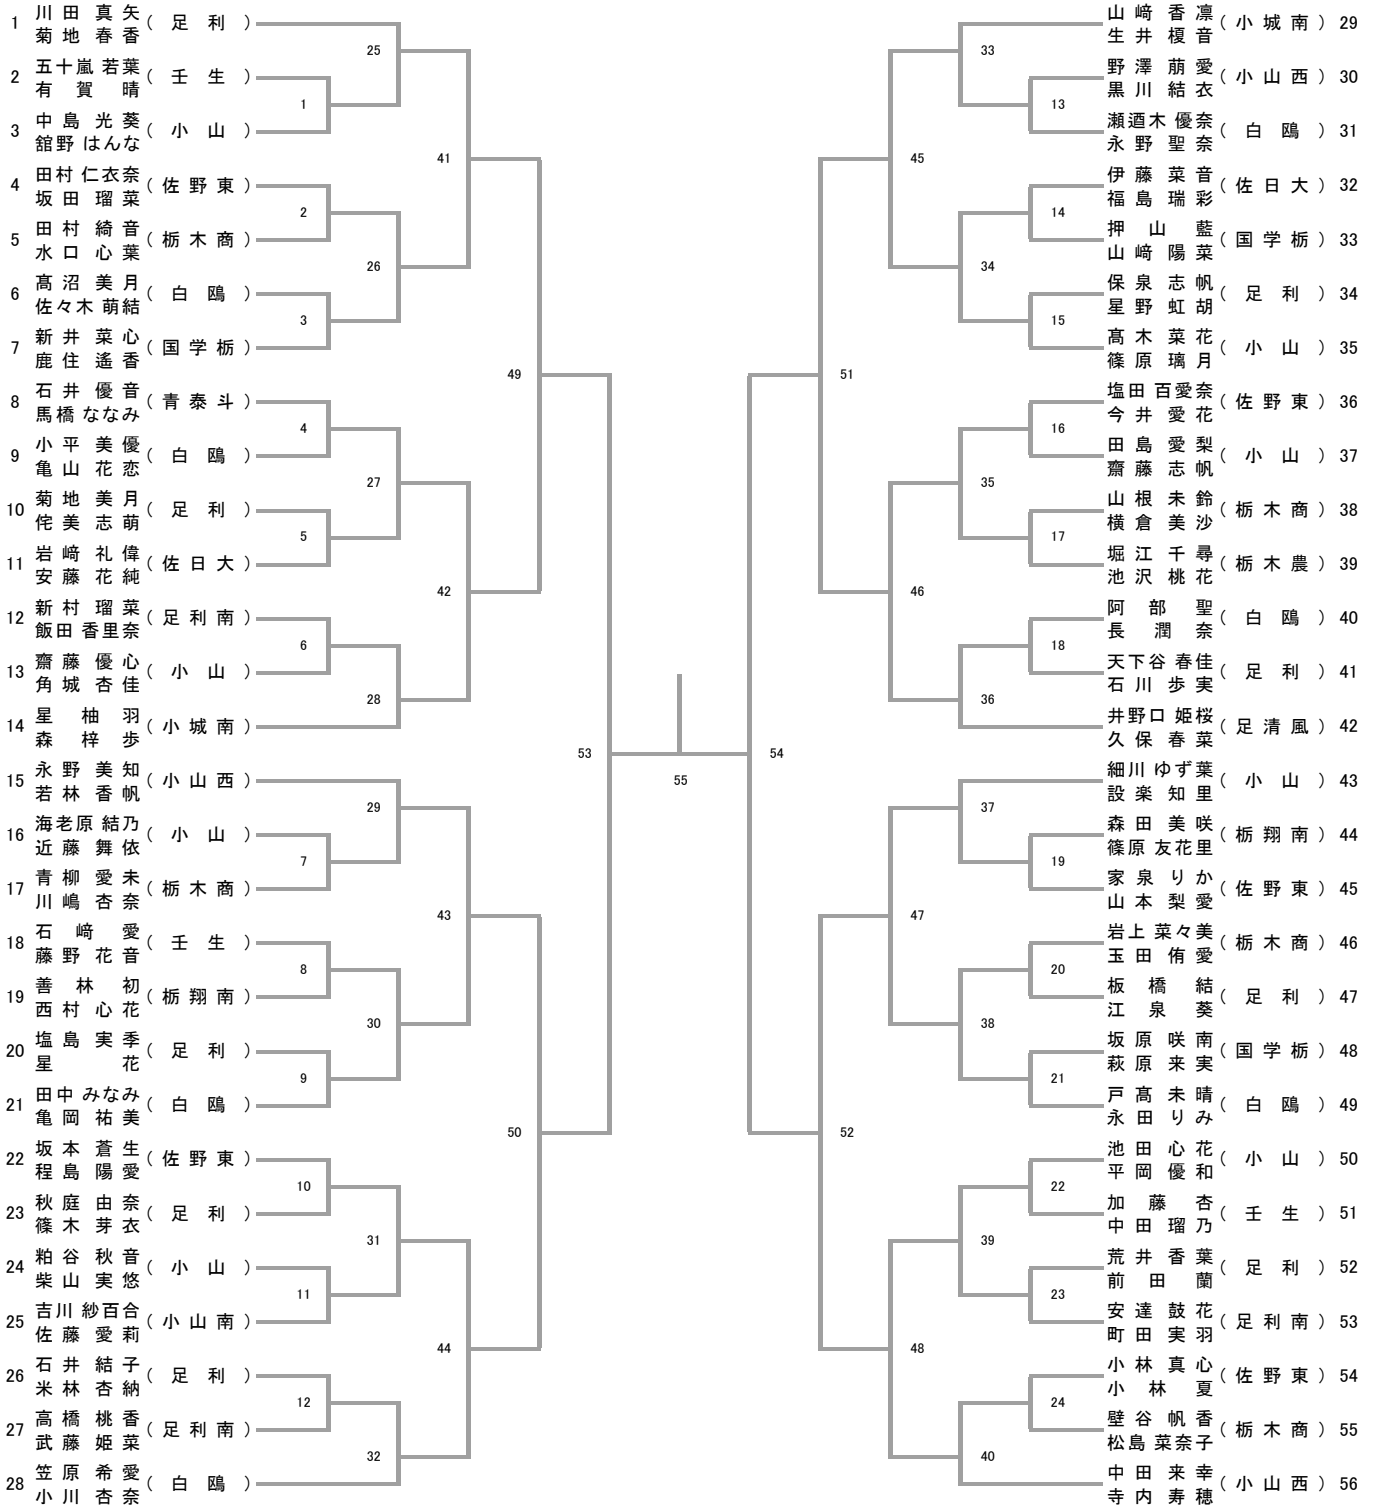 1 川田 真矢 菊地 春香 （ 足 利 ）
2 五十嵐 若葉 有賀 晴 （ 壬 生 ）
3 中島 光葵 舘野 はんな （ 小 山 ）
4 田村 仁衣奈 坂田 瑠菜 （ 佐 野 東 ）
5 田村 綺音 水口 心葉 （ 栃 木 商 ）
6 髙沼 美月 佐々木 萌結 （ 白 鴎 ）
7 新井 菜心 鹿住 遙香 （ 国 学 栃 ）
8 石井 優音 馬橋 ななみ （ 青 泰 斗 ）
9 小平 美優 亀山 花恋 （ 白 鴎 ）
10 菊地 美月 侘美 志萌 （ 足 利 ）
11 岩﨑 礼偉 安藤 花純 （ 佐 日 大 ）
12 新村 瑠菜 飯田 香里奈 （ 足 利 南 ）
13 齋藤 優心 角城 杏佳 （ 小 山 ）
14 星 柚羽 森 梓歩 （ 小 城 南 ）
15 永野 美知 若林 香帆 （ 小 山 西 ）
16 海老原 結乃 近藤 舞依 （ 小 山 ）
17 青柳 愛未 川嶋 杏奈 （ 栃 木 商 ）
18 石﨑 愛 藤野 花音 （ 壬 生 ）
19 善林 初 西村 心花 （ 栃 翔 南 ）
20 塩島 実季 星 花 （ 足 利 ）
21 田中 みなみ 亀岡 祐美 （ 白 鴎 ）
22 坂本 蒼生 程島 陽愛 （ 佐 野 東 ）
23 秋庭 由奈 篠木 芽衣 （ 足 利 ）
24 粕谷 秋音 柴山 実悠 （ 小 山 ）
25 吉川 紗百合 佐藤 愛莉 （ 小 山 南 ）
26 石井 結子 米林 杏納 （ 足 利 ）
27 高橋 桃香 武藤 姫菜 （ 足 利 南 ）
28 笠原 希愛 小川 杏奈 （ 白 鴎 ）
1
2
3
4
5
6
7
8
9
10
11
12
25
26
27
28
29
30
31
32
41
42
43
44
49
50
53
55
54
51
52
45
46
47
48
33
34
35
36
37
38
39
40
13
14
15
16
17
18
19
20
21
22
23
24
山﨑 香凛 生井 榎音 （ 小 城 南 ） 29
野澤 萠愛 黒川 結衣 （ 小 山 西 ） 30
瀬迺木 優奈 永野 聖奈 （ 白 鴎 ） 31
伊藤 菜音 福島 瑞彩 （ 佐 日 大 ） 32
押山 藍 山﨑 陽菜 （ 国 学 栃 ） 33
保泉 志帆 星野 虹胡 （ 足 利 ） 34
髙木 菜花 篠原 璃月 （ 小 山 ） 35
塩田 百愛奈 今井 愛花 （ 佐 野 東 ） 36
田島 愛梨 齋藤 志帆 （ 小 山 ） 37
山根 未鈴 横倉 美沙 （ 栃 木 商 ） 38
堀江 千尋 池沢 桃花 （ 栃 木 農 ） 39
阿部 聖 長 潤奈 （ 白 鴎 ） 40
天下谷 春佳 石川 歩実 （ 足 利 ） 41
井野口 姫桜 久保 春菜 （ 足 清 風 ） 42
細川 ゆず葉 設楽 知里 （ 小 山 ） 43
森田 美咲 篠原 友花里 （ 栃 翔 南 ） 44
家泉 りか 山本 梨愛 （ 佐 野 東 ） 45
岩上 菜々美 玉田 侑愛 （ 栃 木 商 ） 46
板橋 結 江泉 葵 （ 足 利 ） 47
坂原 咲南 萩原 来実 （ 国 学 栃 ） 48
戸髙 未晴 永田 りみ （ 白 鴎 ） 49
池田 心花 平岡 優和 （ 小 山 ） 50
加藤 杏 中田 瑠乃 （ 壬 生 ） 51
荒井 香葉 前田 蘭 （ 足 利 ） 52
安達 鼓花 町田 実羽 （ 足 利 南 ） 53
小林 真心 小林 夏 （ 佐 野 東 ） 54
壁谷 帆香 松島 菜奈子 （ 栃 木 商 ） 55
中田 来幸 寺内 寿穂 （ 小 山 西 ） 56